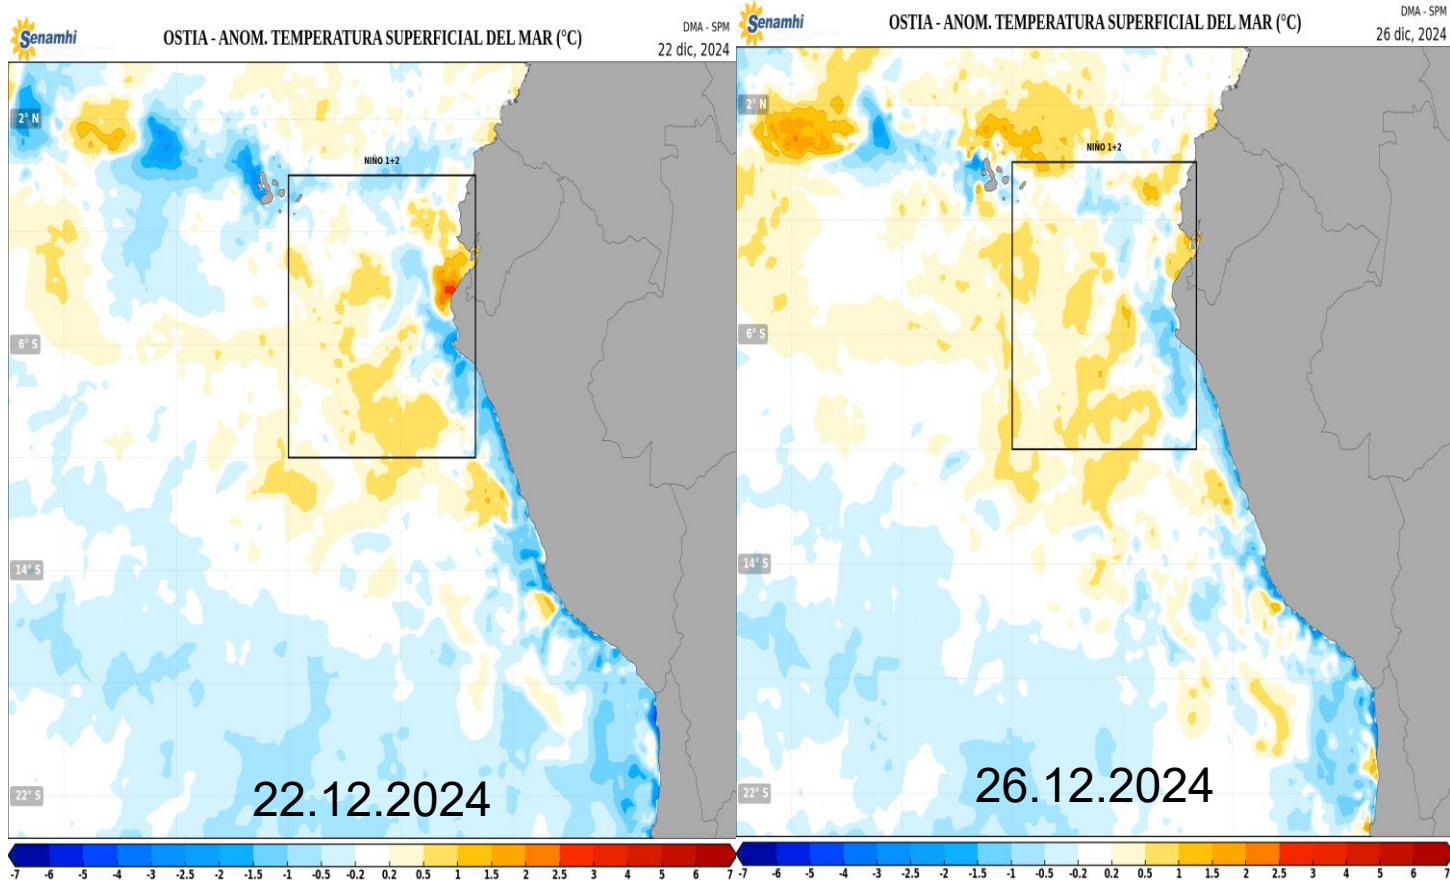 Senamhi
OSTIA - ANOM. TEMPERATURA SUPERFICIAL DEL MAR (°C)
DMA - SPM
22 dic, 2024
2° N
NIÑO 1+2
6° S
14° S
22° S
22.12.2024
-7 -6 -5 -4 -3 -2.5 -2 -1.5 -1 -0.5 -0.2 0.2 0.5 1 1.5 2 2.5 3 4 5 6 7
Senamhi
OSTIA - ANOM. TEMPERATURA SUPERFICIAL DEL MAR (°C)
DMA - SPM
26 dic, 2024
2° N
NIÑO 1+2
6° S
14° S
22° S
26.12.2024
-7 -6 -5 -4 -3 -2.5 -2 -1.5 -1 -0.5 -0.2 0.2 0.5 1 1.5 2 2.5 3 4 5 6 7